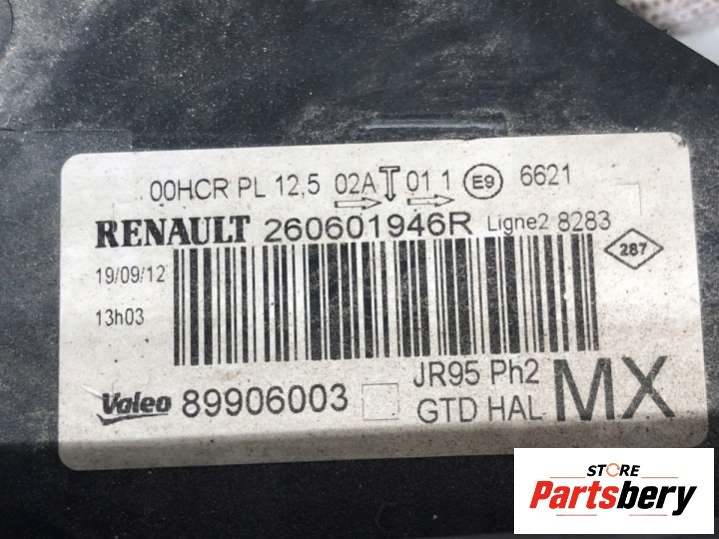 00HCR PL 12,5 02A 01 1 E9 6621
RENAULT 260601946R Ligne2 8283
287
19/09/12
13h03
JR95 Ph2
Valeo 89906003 GTD HAL MX
STORE
Partsbery